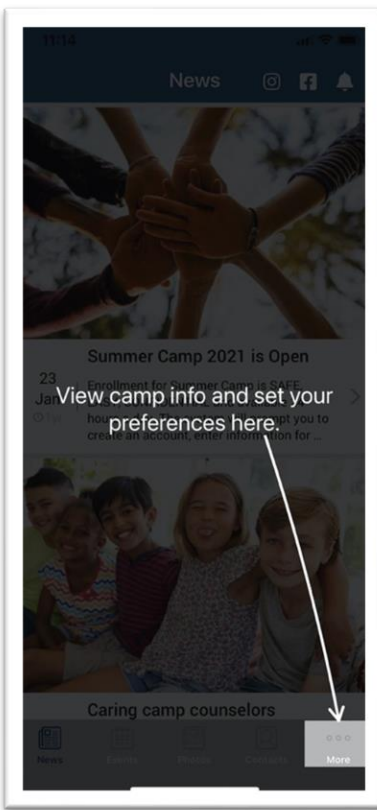 11:14
News
Summer Camp 2021 is Open
23
Jan
Enrollment for Summer Camp is SAFE,
View camp info and set your
preferences here.
create an account, enter information for ...
Caring camp counselors
News
Events
Photos
Contacts
More